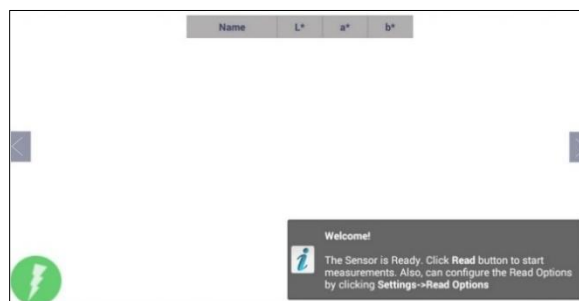 Name L* a* b*
Welcome!
The Sensor is Ready. Click Read button to start
measurements. Also, can configure the Read Options
by clicking Settings->Read Options